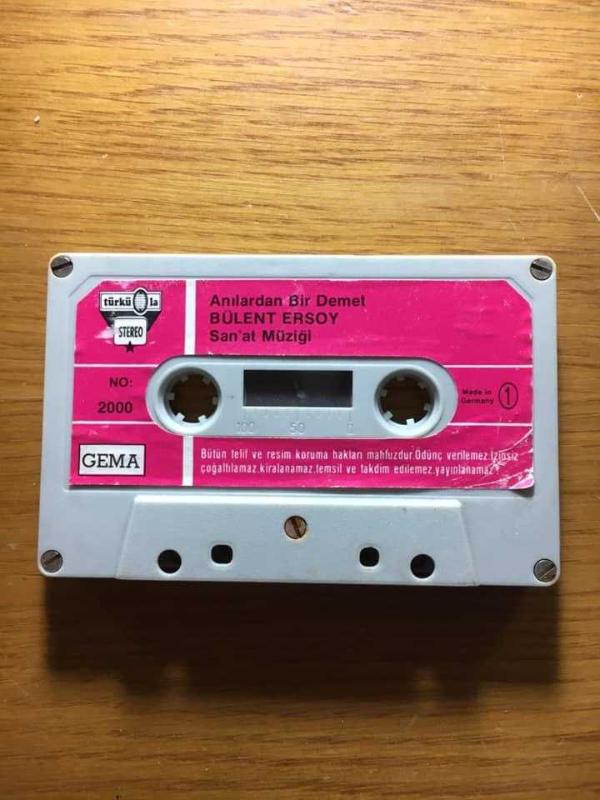 türkü la
STEREO
Anılardan Bir Demet
BÜLENT ERSOY
San'at Müziği
NO:
2000
100 50 0
Made in
Germany
1
GEMA
Bütün telif ve resim koruma hakları mahfuzdur.Ödünç verilemez.İzinsiz
çoğaltılamaz.kiralanamaz.temsil ve takdim edilemez.yayınlanamaz.